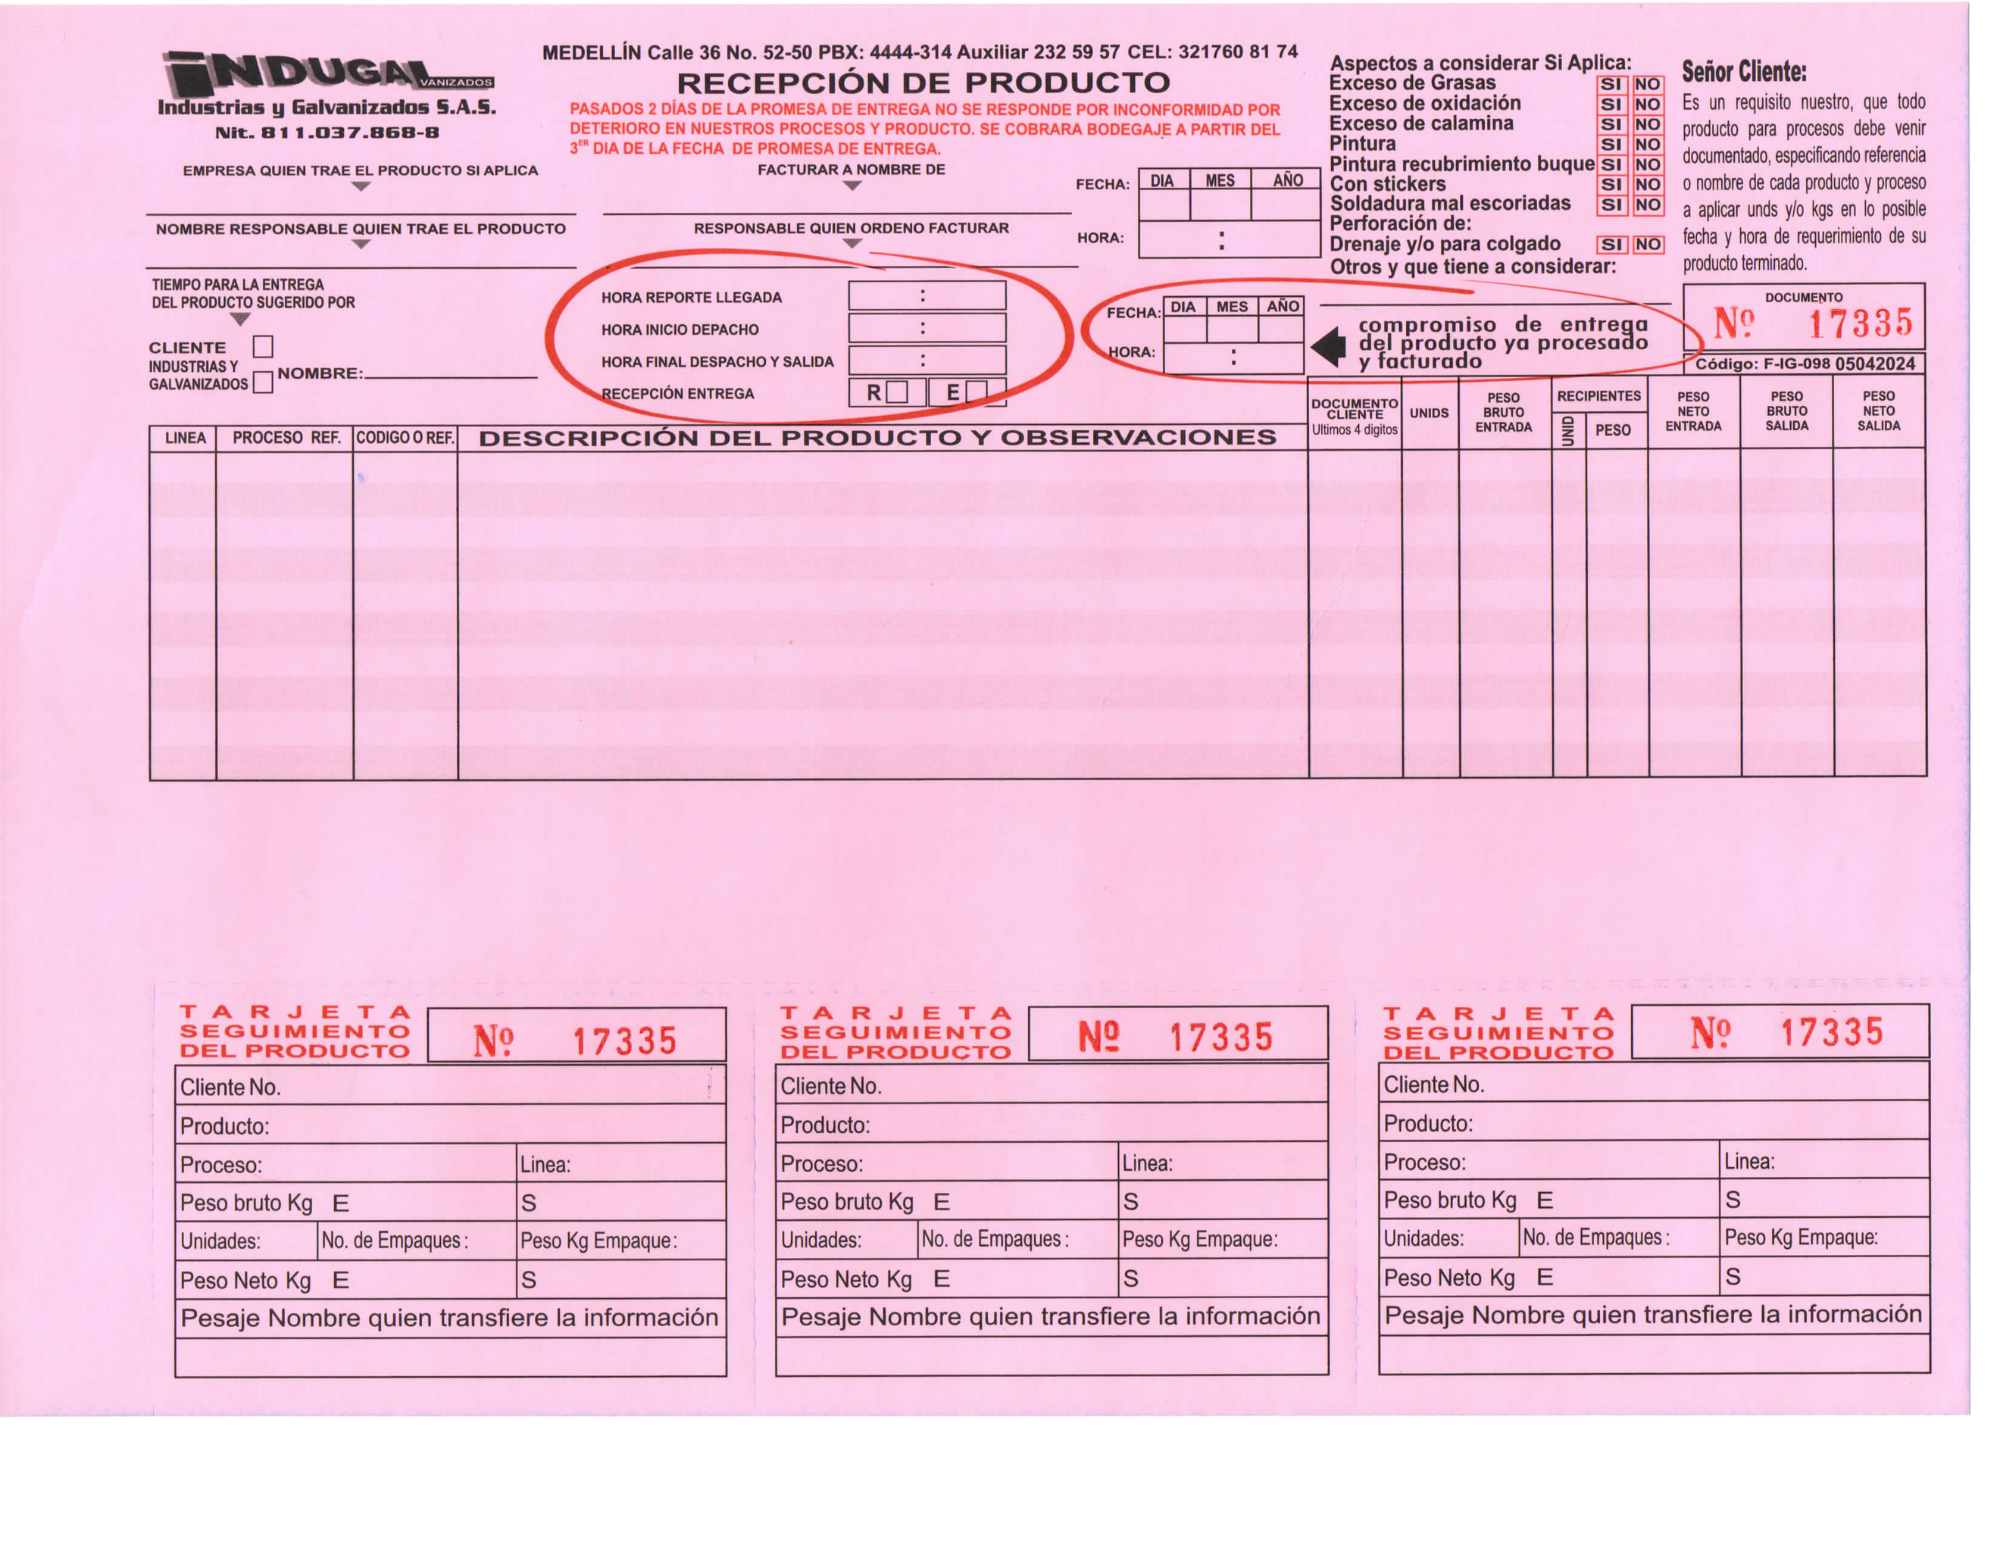 INDUGAL
VANIZADOS
Industrias y Galvanizados S.A.S.
Nit. 811.037.868-8
MEDELLÍN Calle 36 No. 52-50 PBX: 4444-314 Auxiliar 232 59 57 CEL: 321760 81 74
RECEPCIÓN DE PRODUCTO
PASADOS 2 DÍAS DE LA PROMESA DE ENTREGA NO SE RESPONDE POR INCONFORMIDAD POR
DETERIORO EN NUESTROS PROCESOS Y PRODUCTO. SE COBRARA BODEGAJE A PARTIR DEL
3ER DIA DE LA FECHA DE PROMESA DE ENTREGA.
EMPRESA QUIEN TRAE EL PRODUCTO SI APLICA
FACTURAR A NOMBRE DE
NOMBRE RESPONSABLE QUIEN TRAE EL PRODUCTO
RESPONSABLE QUIEN ORDENO FACTURAR
FECHA: DIA MES AÑO
HORA: :
Aspectos a considerar Si Aplica:
Exceso de Grasas SI NO
Exceso de oxidación SI NO
Exceso de calamina SI NO
Pintura SI NO
Pintura recubrimiento buque SI NO
Con stickers SI NO
Soldadura mal escoriadas SI NO
Perforación de:
Drenaje y/o para colgado SI NO
Otros y que tiene a considerar:
Señor Cliente:
Es un requisito nuestro, que todo
producto para procesos debe venir
documentado, especificando referencia
o nombre de cada producto y proceso
a aplicar unds y/o kgs en lo posible
fecha y hora de requerimiento de su
producto terminado.
TIEMPO PARA LA ENTREGA
DEL PRODUCTO SUGERIDO POR
CLIENTE
INDUSTRIAS Y
GALVANIZADOS
NOMBRE:
HORA REPORTE LLEGADA :
HORA INICIO DEPACHO :
HORA FINAL DESPACHO Y SALIDA :
RECEPCIÓN ENTREGA R E
FECHA: DIA MES AÑO
HORA: :
compromiso de entrega
del producto ya procesado
y facturado
DOCUMENTO
Nº. 17335
Código: F-IG-098 05042024
LINEA PROCESO REF. CODIGO O REF. DESCRIPCIÓN DEL PRODUCTO Y OBSERVACIONES
DOCUMENTO
CLIENTE
Ultimos 4 digitos
UNIDS
PESO
BRUTO
ENTRADA
RECIPIENTES
UNID
PESO
PESO
NETO
ENTRADA
PESO
BRUTO
SALIDA
PESO
NETO
SALIDA
TARJETA
SEGUIMIENTO
DEL PRODUCTO
Nº. 17335
Cliente No.
Producto:
Proceso: Linea:
Peso bruto Kg E S
Unidades: No. de Empaques: Peso Kg Empaque:
Peso Neto Kg E S
Pesaje Nombre quien transfiere la información
TARJETA
SEGUIMIENTO
DEL PRODUCTO
Nº 17335
Cliente No.
Producto:
Proceso: Linea:
Peso bruto Kg E S
Unidades: No. de Empaques: Peso Kg Empaque:
Peso Neto Kg E S
Pesaje Nombre quien transfiere la información
TARJETA
SEGUIMIENTO
DEL PRODUCTO
Nº. 17335
Cliente No.
Producto:
Proceso: Linea:
Peso bruto Kg E S
Unidades: No. de Empaques: Peso Kg Empaque:
Peso Neto Kg E S
Pesaje Nombre quien transfiere la información